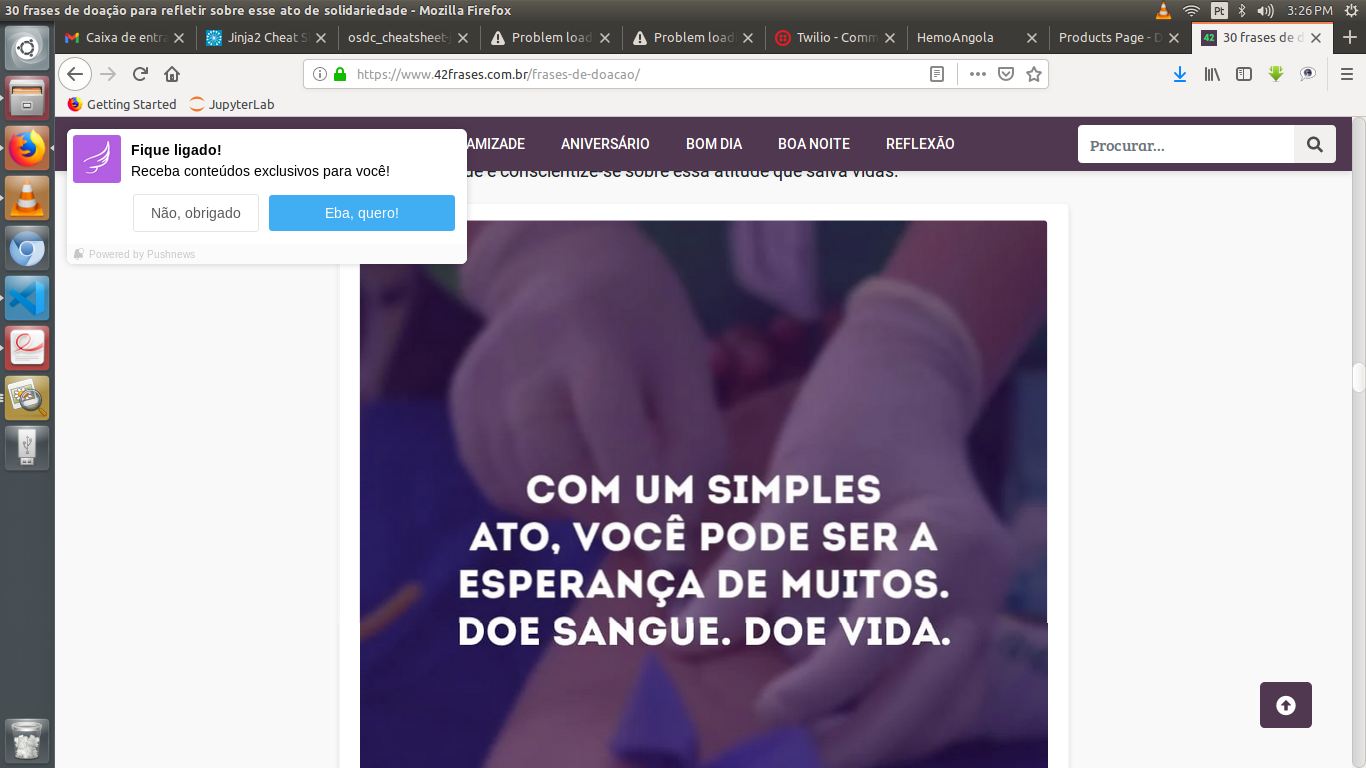 30 frases de doação para refletir sobre esse ato de solidariedade - Mozilla Firefox
Pt
3:26 PM
Caixa de entra
Jinja2 Cheat S
osdc_cheatsheet-
Problem load
Problem load
Twilio - Comm
HemoAngola
Products Page - D
42
30 frases de d
https://www.42frases.com.br/frases-de-doacao/
Getting Started
JupyterLab
AMIZADE
ANIVERSÁRIO
BOM DIA
BOA NOITE
REFLEXÃO
Procurar...
Fique ligado!
Receba conteúdos exclusivos para você!
Não, obrigado
Eba, quero!
Powered by Pushnews
e conscientize-se sobre essa atitude que salva vidas.
COM UM SIMPLES
ATO, VOCÊ PODE SER A
ESPERANÇA DE MUITOS.
DOE SANGUE. DOE VIDA.